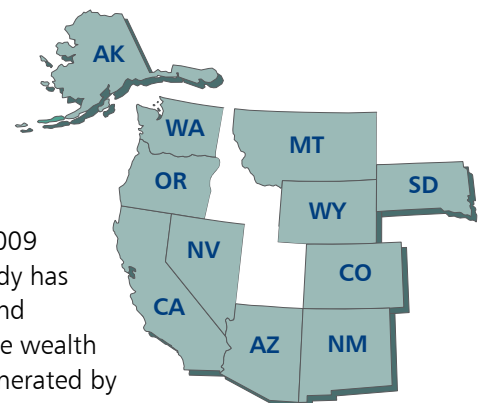 AK
WA
MT
OR
SD
WY
009
NV
dy has
CO
nd
CA
e wealth
AZ
NM
nerated by